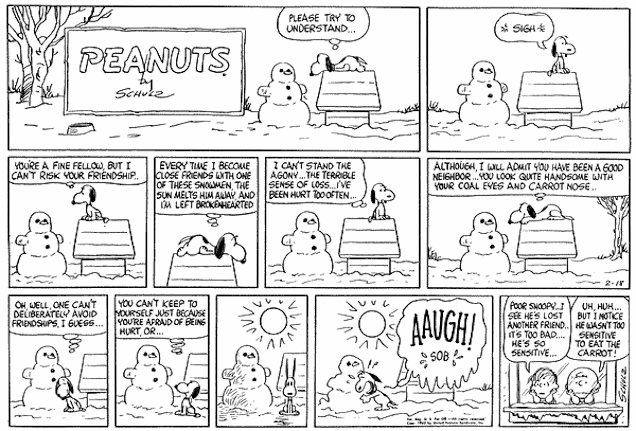 PLEASE TRY TO
UNDERSTAND...
PEANUTS
by
SCHULZ
*SIGH*
YOU'RE A FINE FELLOW, BUT I
CAN'T RISK YOUR FRIENDSHIP..
EVERY TIME I BECOME
CLOSE FRIENDS WITH ONE
OF THESE SNOWMEN, THE
SUN MELTS HIM AWAY, AND
I'M LEFT BROKENHEARTED
I CAN'T STAND THE
AGONY...THE TERRIBLE
SENSE OF LOSS...I'VE
BEEN HURT TOO OFTEN...
ALTHOUGH, I WILL ADMIT YOU HAVE BEEN A GOOD
NEIGHBOR...YOU LOOK QUITE HANDSOME WITH
YOUR COAL EYES AND CARROT NOSE..
2-18
OH WELL, ONE CAN'T
DELIBERATELY AVOID
FRIENDSHIPS, I GUESS...
YOU CAN'T KEEP TO
YOURSELF JUST BECAUSE
YOU'RE AFRAID OF BEING
HURT, OR...
AAUGH!
*SOB*
POOR SNOOPY...I
SEE HE'S LOST
ANOTHER FRIEND..
IT'S TOO BAD....
HE'S SO
SENSITIVE....
UH, HUH...
BUT I NOTICE
HE WASN'T TOO
SENSITIVE
TO EAT THE
CARROT!
SCHULZ